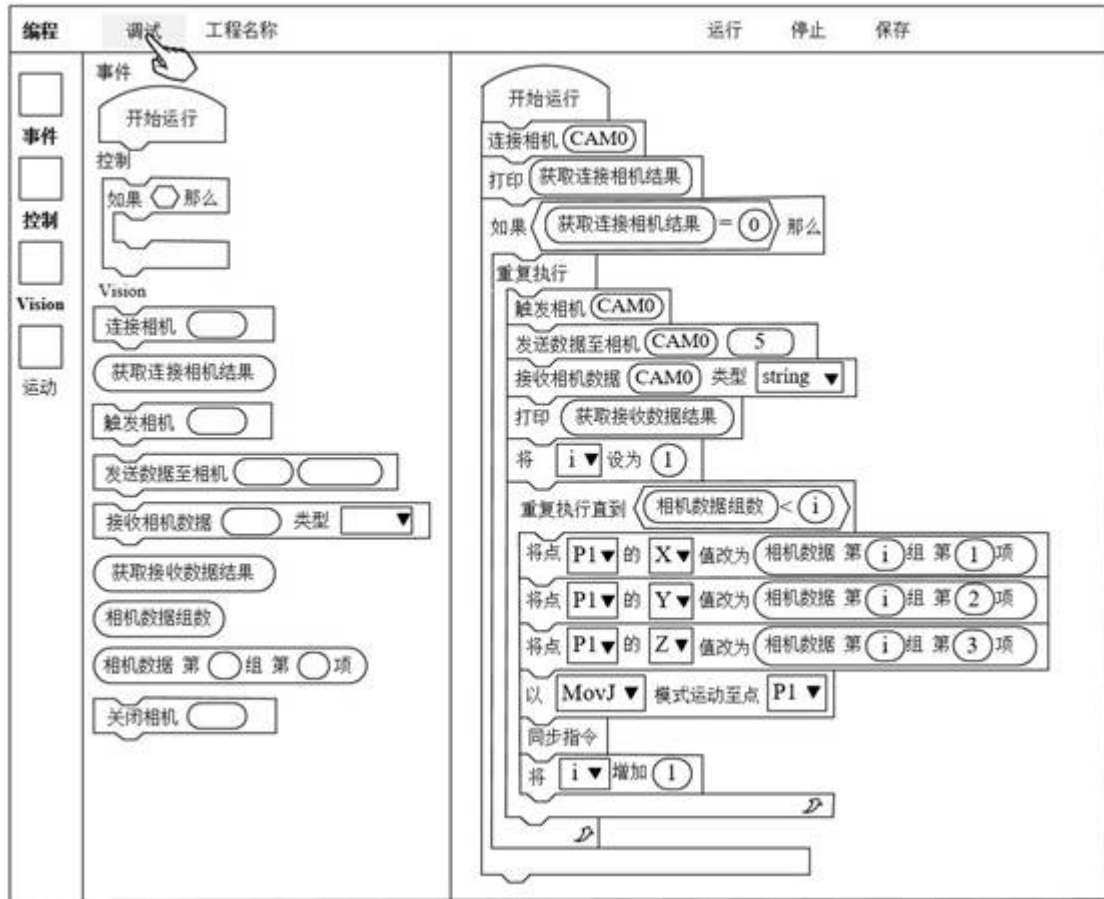 编程 调试 工程名称 运行 停止 保存
事件
控制
Vision
运动
事件
开始运行
控制
如果 那么
Vision
连接相机
获取连接相机结果
触发相机
发送数据至相机
接收相机数据 类型
获取接收数据结果
相机数据组数
相机数据 第 组 第 项
关闭相机
开始运行
连接相机 CAM0
打印 获取连接相机结果
如果 获取连接相机结果 = 0 那么
重复执行
触发相机 CAM0
发送数据至相机 CAM0 5
接收相机数据 CAM0 类型 string
打印 获取接收数据结果
将 i 设为 1
重复执行直到 相机数据组数 < i
将点 P1 的 X 值改为 相机数据 第 i 组 第 1 项
将点 P1 的 Y 值改为 相机数据 第 i 组 第 2 项
将点 P1 的 Z 值改为 相机数据 第 i 组 第 3 项
以 MovJ 模式运动至点 P1
同步指令
将 i 增加 1